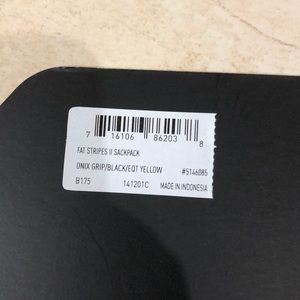 7 16106 86203 8
FAT STRIPES II SACKPACK
ONIX GRIP/BLACK/EQT YELLOW #5146085
B175 141201C MADE IN INDONESIA